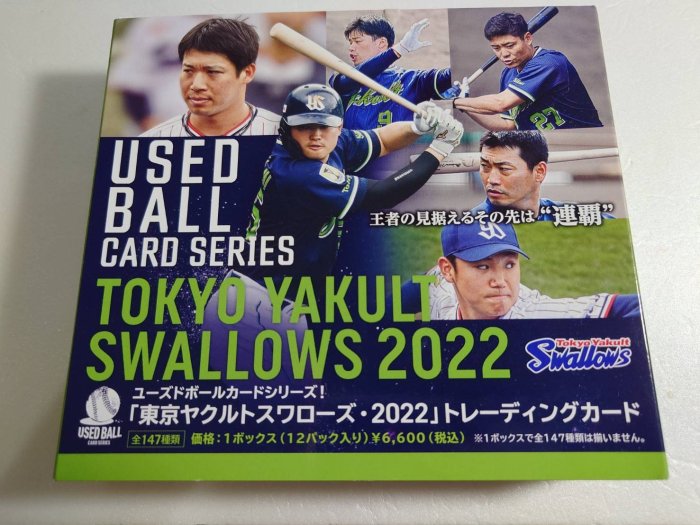 USED
BALL
CARD SERIES
王者の見据えるその先は“連覇”
TOKYO YAKULT
SWALLOWS 2022
Tokyo Yakult
Swallows
ユーズドボールカードシリーズ！
「東京ヤクルトスワローズ・2022」トレーディングカード
USED BALL
CARD SERIES
全147種類 価格：1ボックス（12パック入り）¥6,600（税込） ※1ボックスで全147種類は揃いません。
9
27
YS
TOKYO